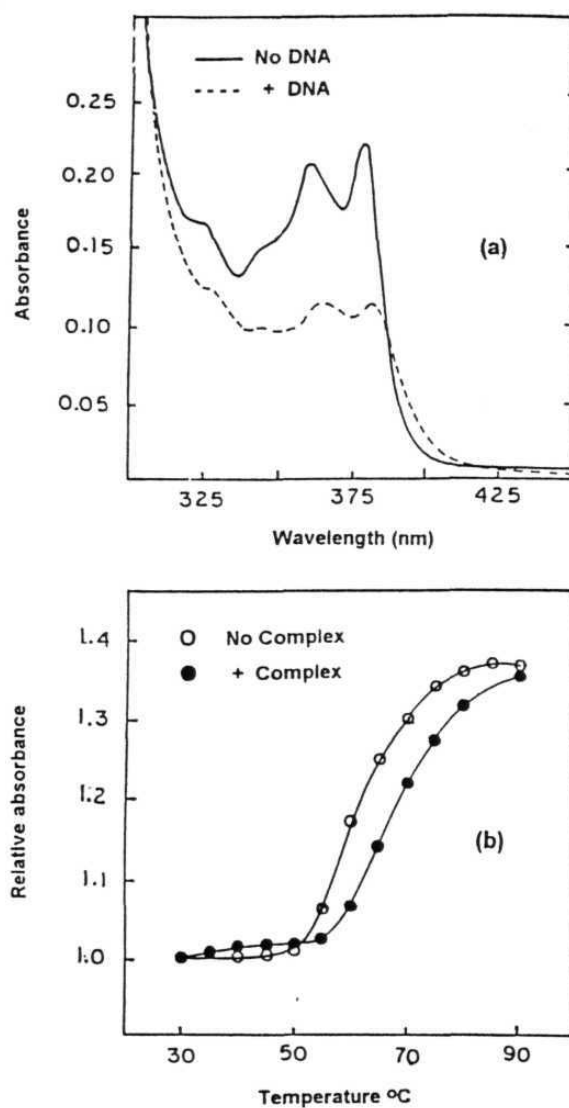 No DNA
+ DNA
0.25
0.20
0.15
0.10
0.05
Absorbance
(a)
325 375 425
Wavelength (nm)
No Complex
+ Complex
1.4
1.3
1.2
1.1
1.0
Relative absorbance
(b)
30 50 70 90
Temperature ºC